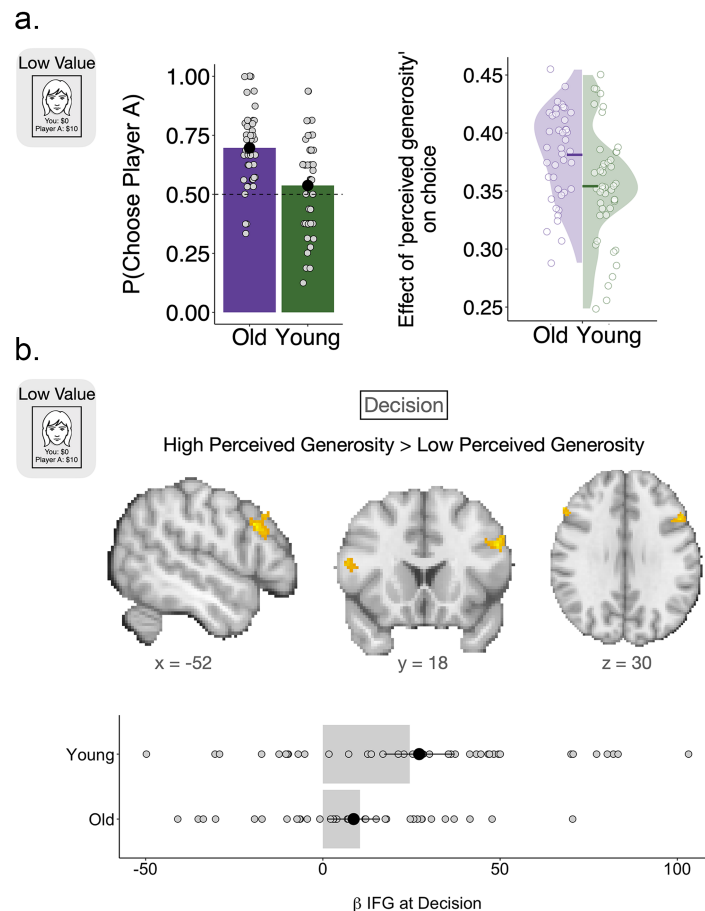 a.
Low Value
You: $0
Player A: $10
P(Choose Player A)
1.00
0.75
0.50
0.25
0.00
Old Young
Effect of 'perceived generosity'
on choice
0.45
0.40
0.35
0.30
0.25
Old Young
b.
Low Value
You: $0
Player A: $10
Decision
High Perceived Generosity > Low Perceived Generosity
x = -52
y = 18
z = 30
Young
Old
-50
0
50
100
β IFG at Decision